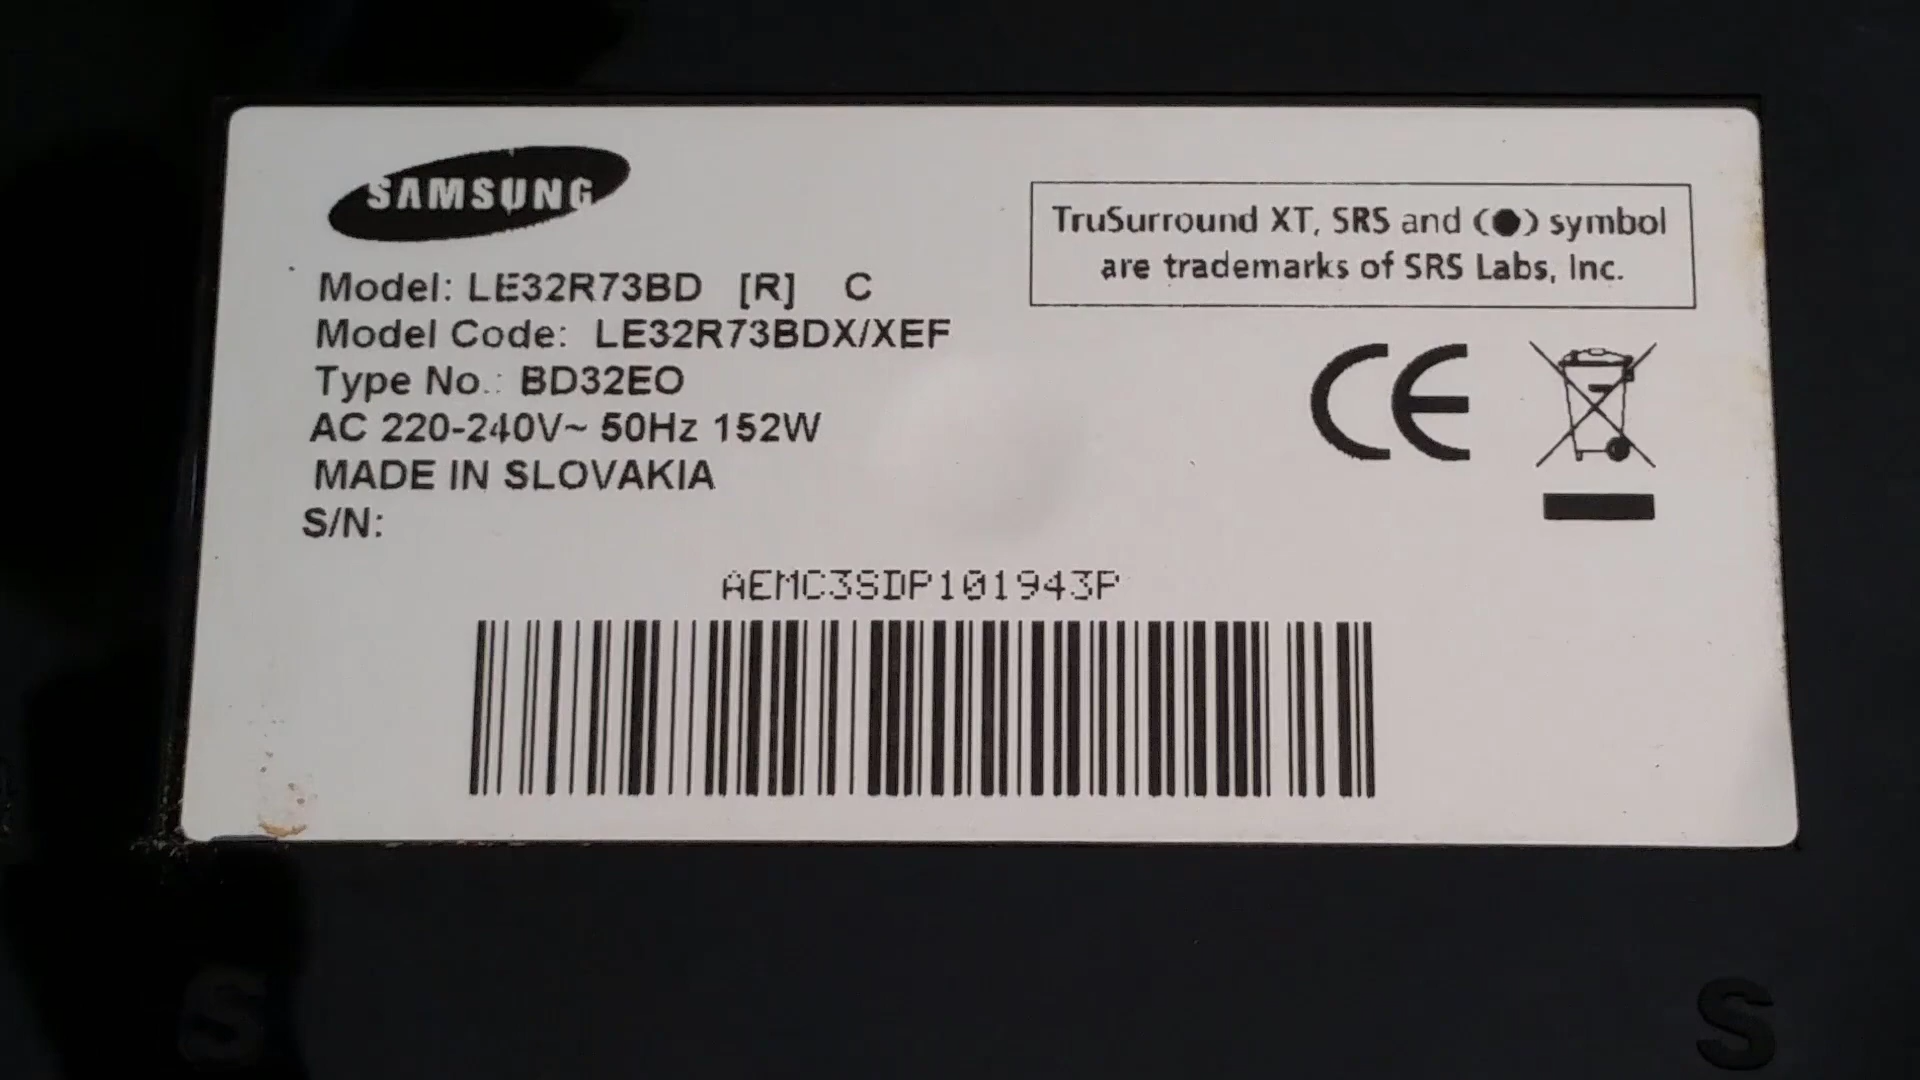 SAMSUNG
TruSurround XT, SRS and (●) symbol
are trademarks of SRS Labs, Inc.
Model: LE32R73BD [R] C
Model Code: LE32R73BDX/XEF
Type No.: BD32EO
AC 220-240V~ 50Hz 152W
MADE IN SLOVAKIA
S/N:
CE
AEMC3SDP101943P
S S